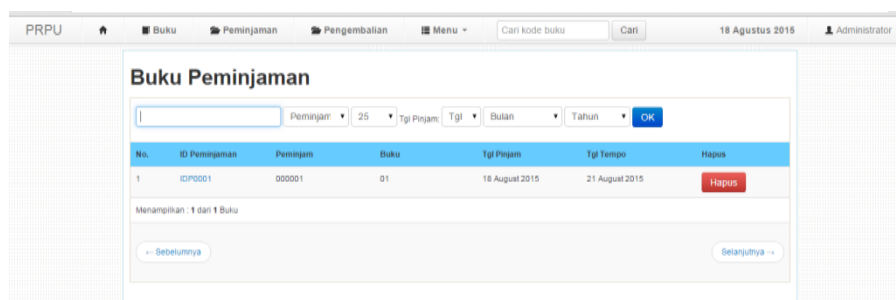 PRPU Buku Peminjaman Pengembalian Menu Cari kode buku Cari 18 Agustus 2015 Administrator
Buku Peminjaman
Peminjam 25 Tgl Pinjam: Tgl Bulan Tahun OK
No. ID Peminjaman Peminjam Buku Tgl Pinjam Tgl Tempo Hapus
1 IDP0001 000001 01 18 August 2015 21 August 2015 Hapus
Menampilkan : 1 dari 1 Buku
← Sebelumnya Selanjutnya →